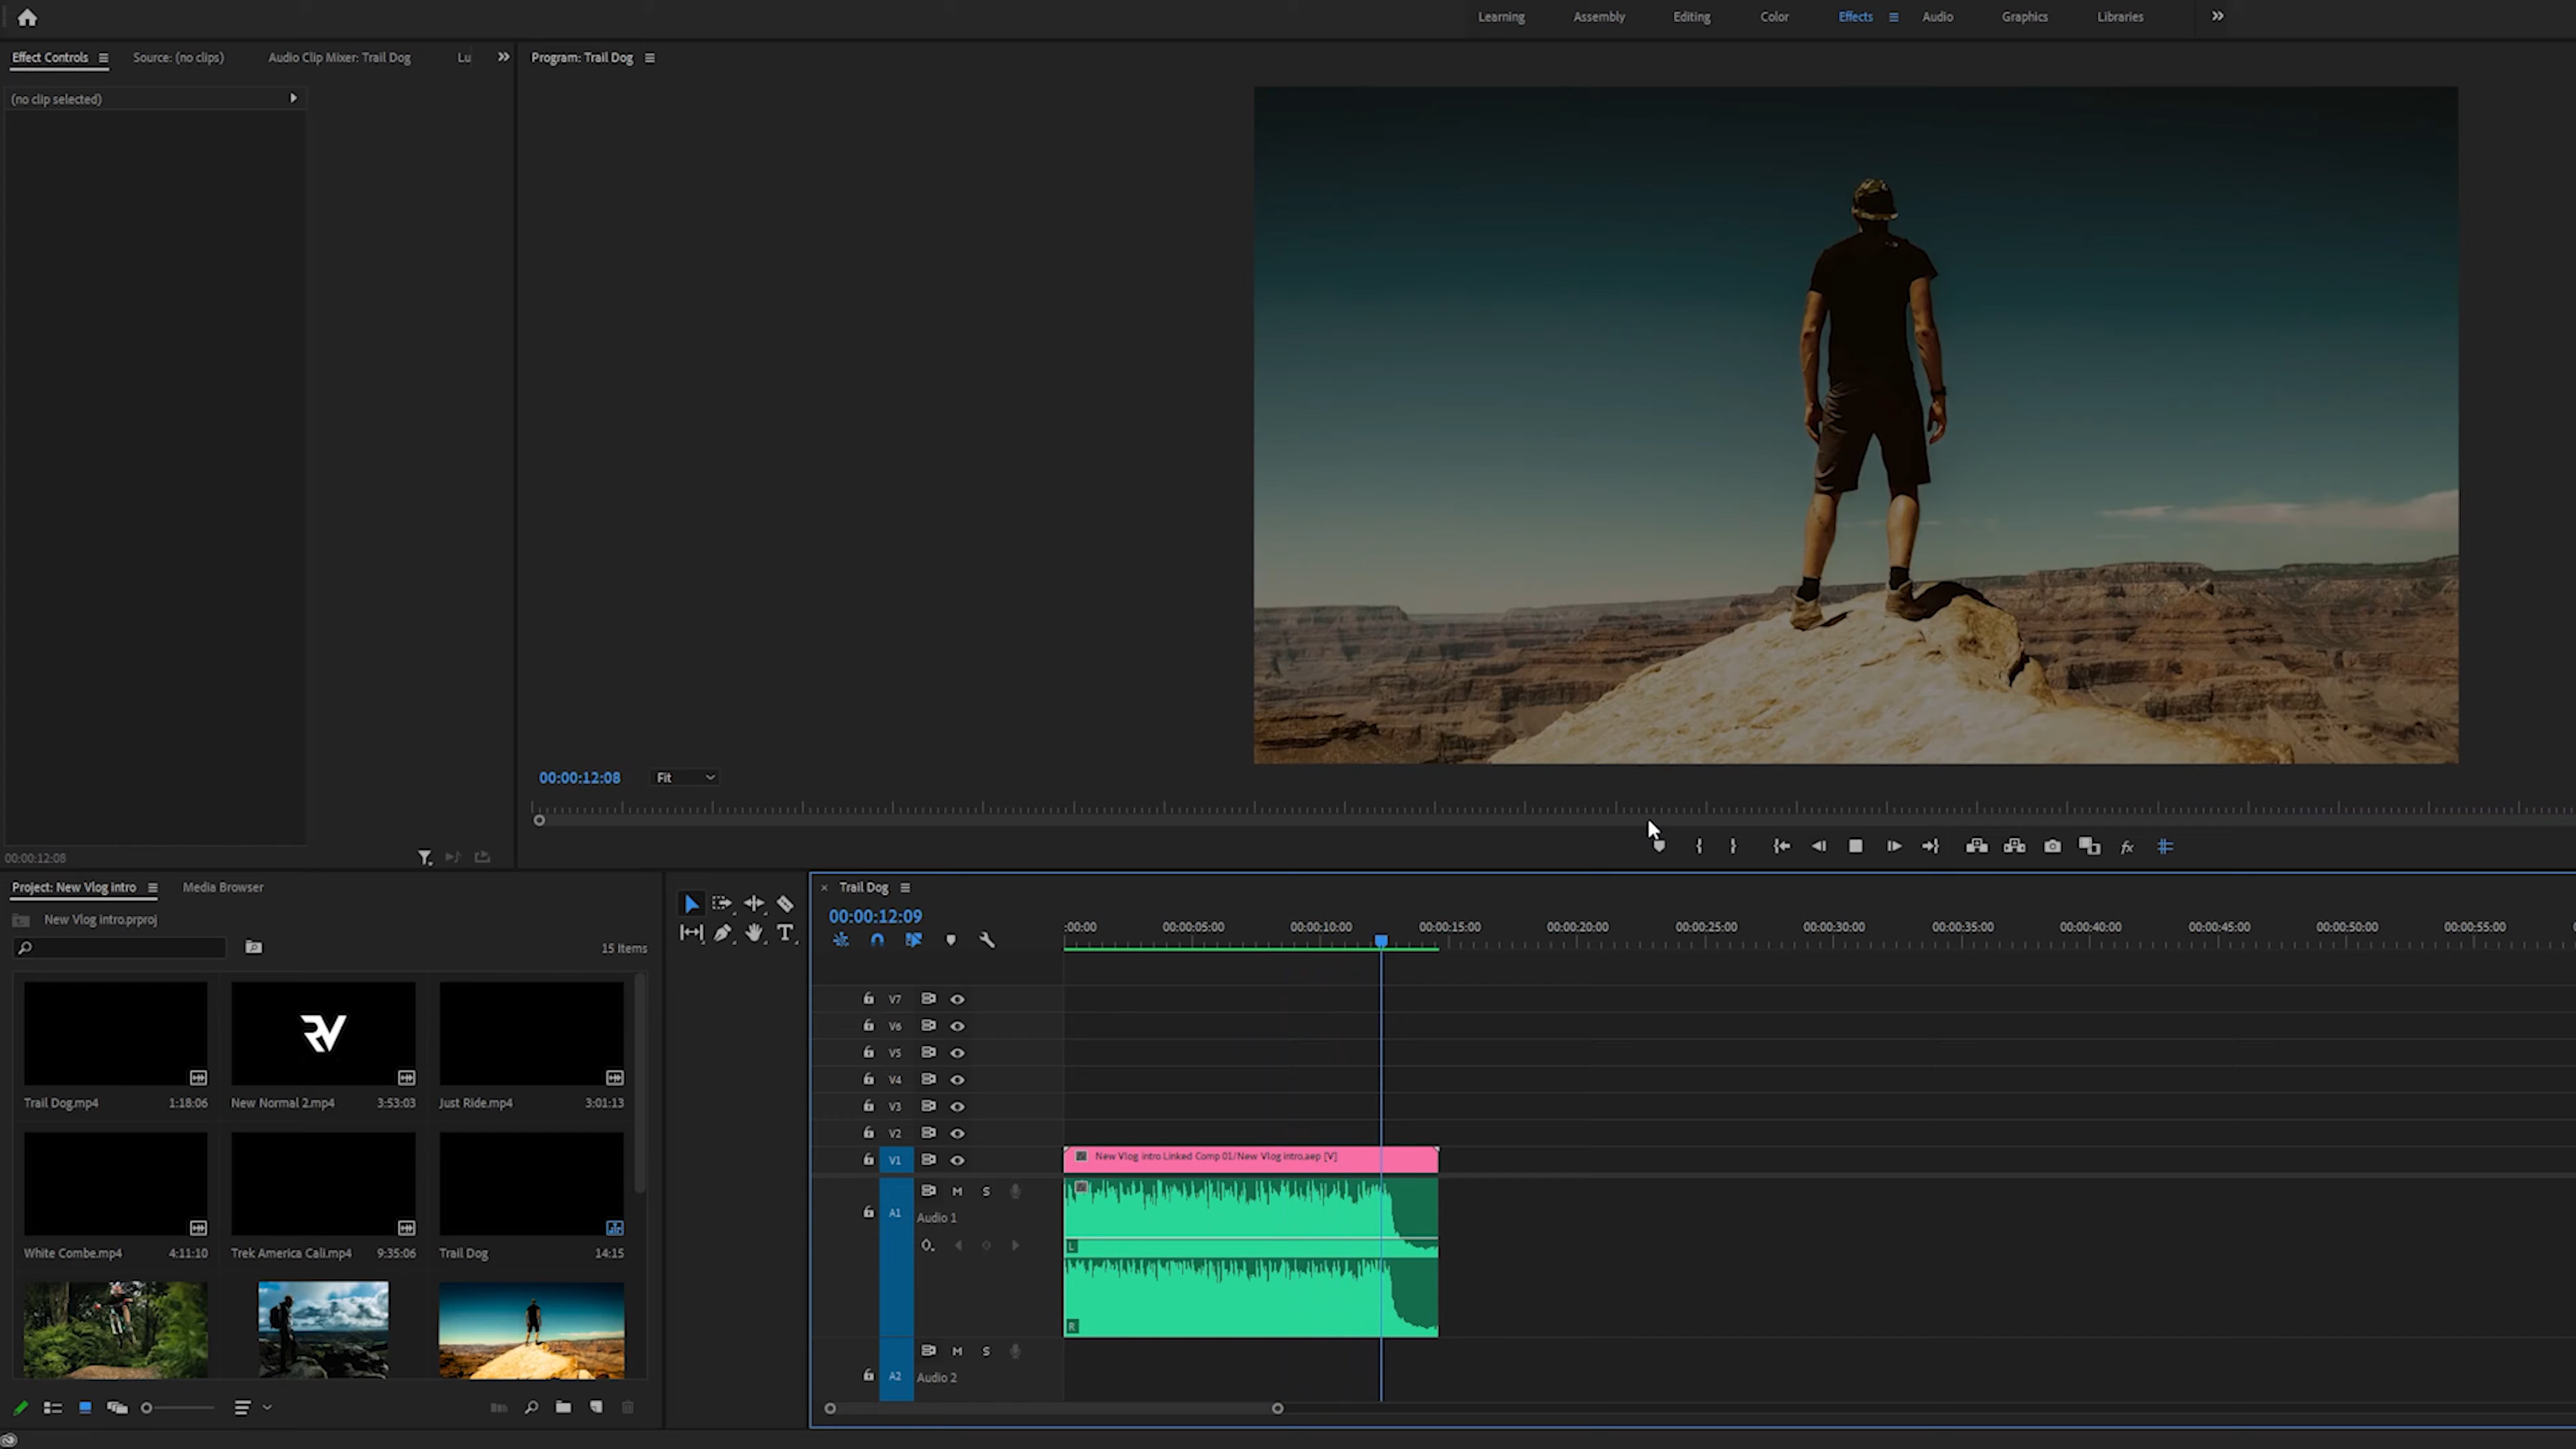 Learning Assembly Editing Color Effects Audio Graphics Libraries
Effect Controls Source: (no clips) Audio Clip Mixer: Trail Dog Lu
Program: Trail Dog
(no clip selected)
00:00:12:08 Fit
00:00:12:08
Project: New Vlog intro Media Browser
New Vlog intro.prproj
15 Items
Trail Dog.mp4 1:18:06 New Normal 2.mp4 3:53:03 Just Ride.mp4 3:01:13
White Combe.mp4 4:11:10 Trek America Cali.mp4 9:35:06 Trail Dog 14:15
RV
Trail Dog
00:00:12:09
:00:00 00:00:05:00 00:00:10:00 00:00:15:00 00:00:20:00 00:00:25:00 00:00:30:00 00:00:35:00 00:00:40:00 00:00:45:00 00:00:50:00 00:00:55:00
V7
V6
V5
V4
V3
V2
V1 New Vlog intro Linked Comp 01/New Vlog intro.aep [V]
M S
A1 Audio 1
L
R
M S
A2 Audio 2
fx